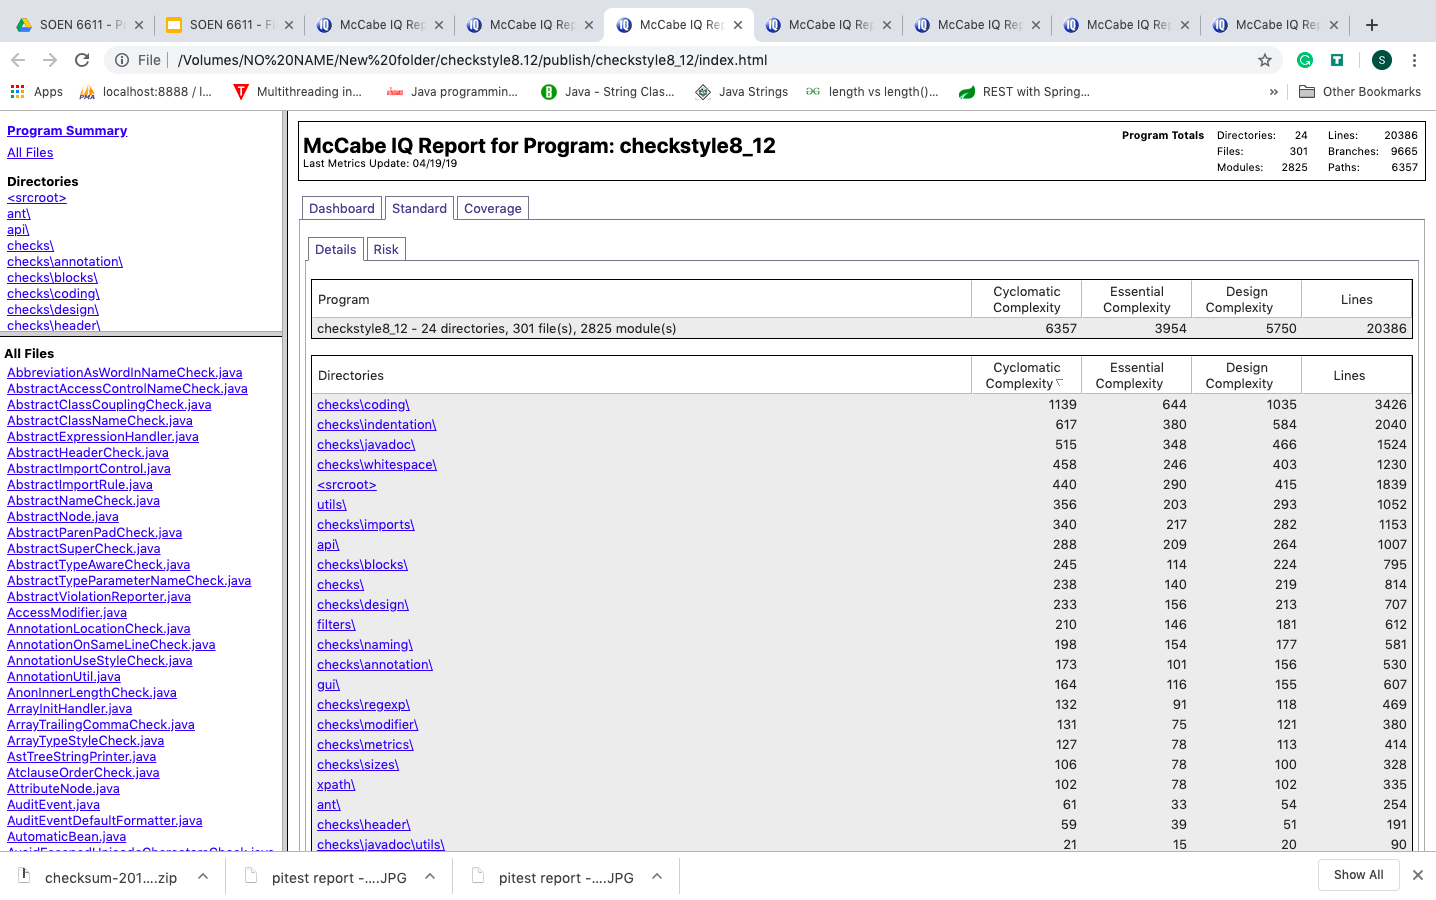 SOEN 6611 - P
SOEN 6611 - Fi
McCabe IQ Rep
McCabe IQ Rep
McCabe IQ Rep
McCabe IQ Rep
McCabe IQ Rep
McCabe IQ Rep
McCabe IQ Rep
File /Volumes/NO%20NAME/New%20folder/checkstyle8.12/publish/checkstyle8_12/index.html
Apps localhost:8888 / l... Multithreading in... Java programmin... Java - String Clas... Java Strings length vs length()... REST with Spring... » Other Bookmarks
Program Summary
All Files
Directories
<srcroot>
ant\
api\
checks\
checks\annotation\
checks\blocks\
checks\coding\
checks\design\
checks\header\
All Files
AbbreviationAsWordInNameCheck.java
AbstractAccessControlNameCheck.java
AbstractClassCouplingCheck.java
AbstractClassNameCheck.java
AbstractExpressionHandler.java
AbstractHeaderCheck.java
AbstractImportControl.java
AbstractImportRule.java
AbstractNameCheck.java
AbstractNode.java
AbstractParenPadCheck.java
AbstractSuperCheck.java
AbstractTypeAwareCheck.java
AbstractTypeParameterNameCheck.java
AbstractViolationReporter.java
AccessModifier.java
AnnotationLocationCheck.java
AnnotationOnSameLineCheck.java
AnnotationUseStyleCheck.java
AnnotationUtil.java
AnonInnerLengthCheck.java
ArrayInitHandler.java
ArrayTrailingCommaCheck.java
ArrayTypeStyleCheck.java
AstTreeStringPrinter.java
AtclauseOrderCheck.java
AttributeNode.java
AuditEvent.java
AuditEventDefaultFormatter.java
AutomaticBean.java
McCabe IQ Report for Program: checkstyle8_12
Last Metrics Update: 04/19/19
Program Totals Directories: 24 Lines: 20386
Files: 301 Branches: 9665
Modules: 2825 Paths: 6357
Dashboard Standard Coverage
Details Risk
Program Cyclomatic Complexity Essential Complexity Design Complexity Lines
checkstyle8_12 - 24 directories, 301 file(s), 2825 module(s) 6357 3954 5750 20386
Directories Cyclomatic Complexity Essential Complexity Design Complexity Lines
checks\coding\ 1139 644 1035 3426
checks\indentation\ 617 380 584 2040
checks\javadoc\ 515 348 466 1524
checks\whitespace\ 458 246 403 1230
<srcroot> 440 290 415 1839
utils\ 356 203 293 1052
checks\imports\ 340 217 282 1153
api\ 288 209 264 1007
checks\blocks\ 245 114 224 795
checks\ 238 140 219 814
checks\design\ 233 156 213 707
filters\ 210 146 181 612
checks\naming\ 198 154 177 581
checks\annotation\ 173 101 156 530
gui\ 164 116 155 607
checks\regexp\ 132 91 118 469
checks\modifier\ 131 75 121 380
checks\metrics\ 127 78 113 414
checks\sizes\ 106 78 100 328
xpath\ 102 78 102 335
ant\ 61 33 54 254
checks\header\ 59 39 51 191
checks\javadoc\utils\ 21 15 20 90
checksum-201....zip
pitest report -....JPG
pitest report -....JPG
Show All